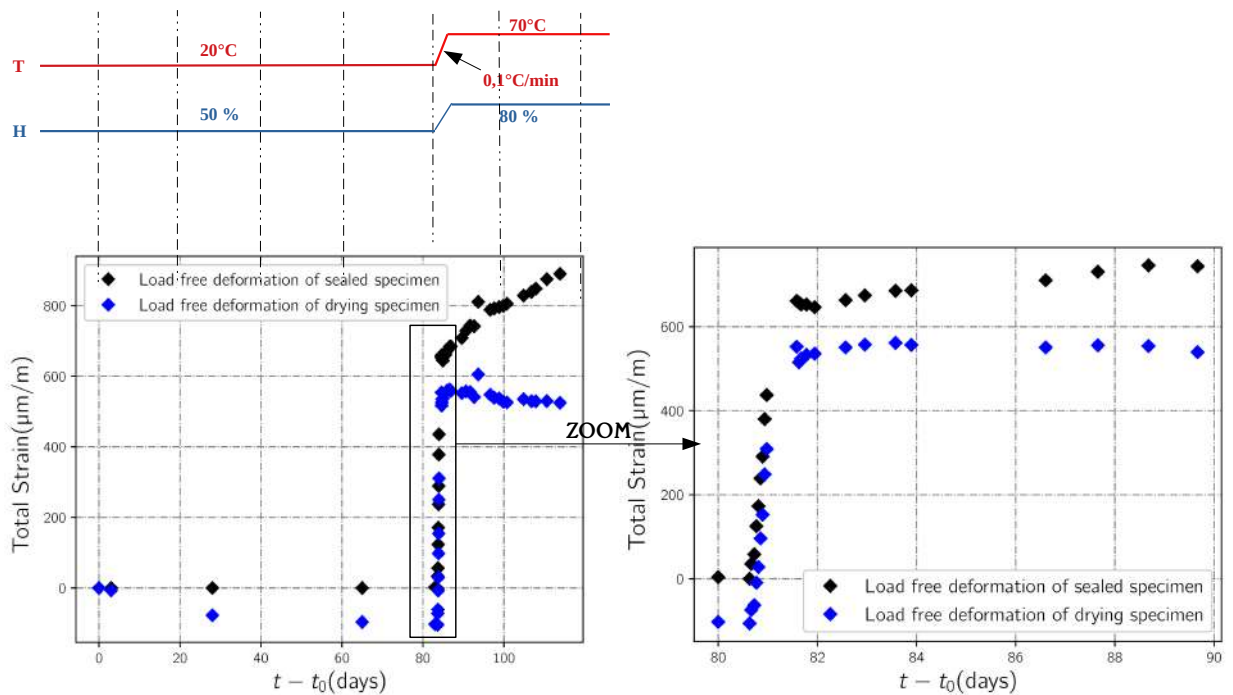 70°C
20°C
T
0,1°C/min
50 %
80 %
H
Load free deformation of sealed specimen
Load free deformation of drying specimen
800
600
400
200
0
Total Strain(μm/m)
0 20 40 60 80 100
t − t0(days)
ZOOM
600
400
200
0
Total Strain(μm/m)
Load free deformation of sealed specimen
Load free deformation of drying specimen
80 82 84 86 88 90
t − t0(days)